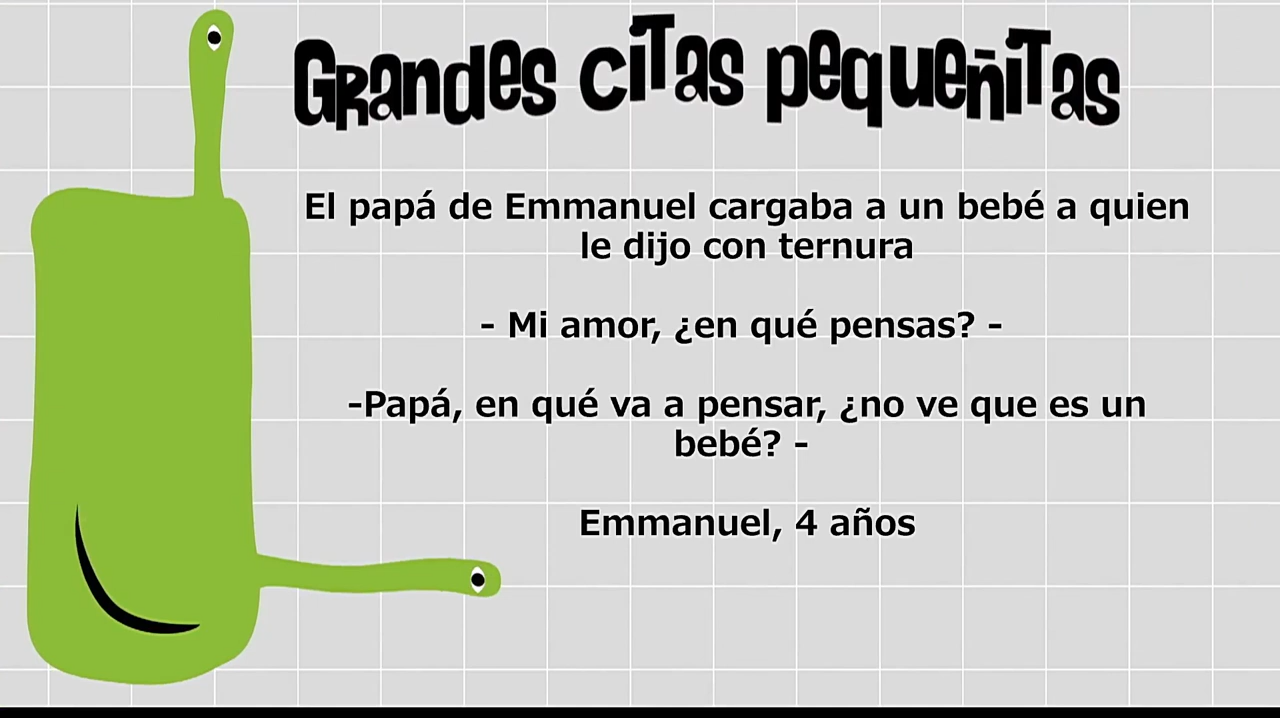 Grandes citas pequeñitas
El papá de Emmanuel cargaba a un bebé a quien
le dijo con ternura
- Mi amor, ¿en qué pensas? -
-Papá, en qué va a pensar, ¿no ve que es un
bebé? -
Emmanuel, 4 años